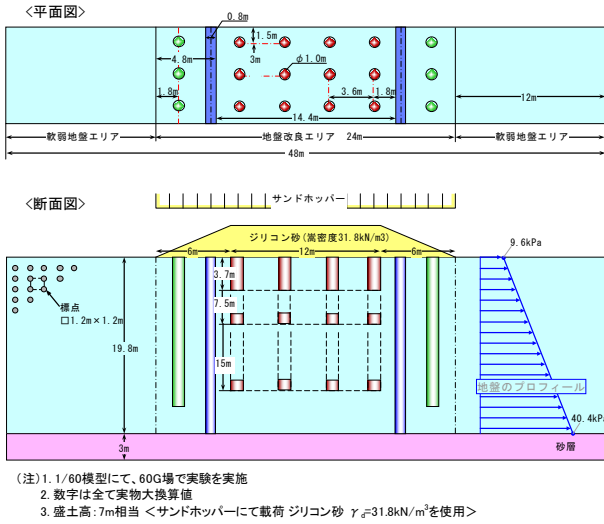 <平面図>
0.8m
1.5m
3m
φ1.0m
4.8m
1.8m
3.6m
1.8m
14.4m
12m
軟弱地盤エリア
地盤改良エリア 24m
軟弱地盤エリア
48m
サンドホッパー
<断面図>
ジリコン砂(嵩密度31.8kN/m3)
9.6kPa
6m
12m
6m
3.7m
7.5m
標点
□1.2m×1.2m
19.8m
15m
地盤のプロフィール
40.4kPa
砂層
3m
(注)1. 1/60模型にて、60G場で実験を実施
2. 数字は全て実物大換算値
3. 盛土高:7m相当 <サンドホッパーにて載荷 ジリコン砂 γd=31.8kN/m³を使用>